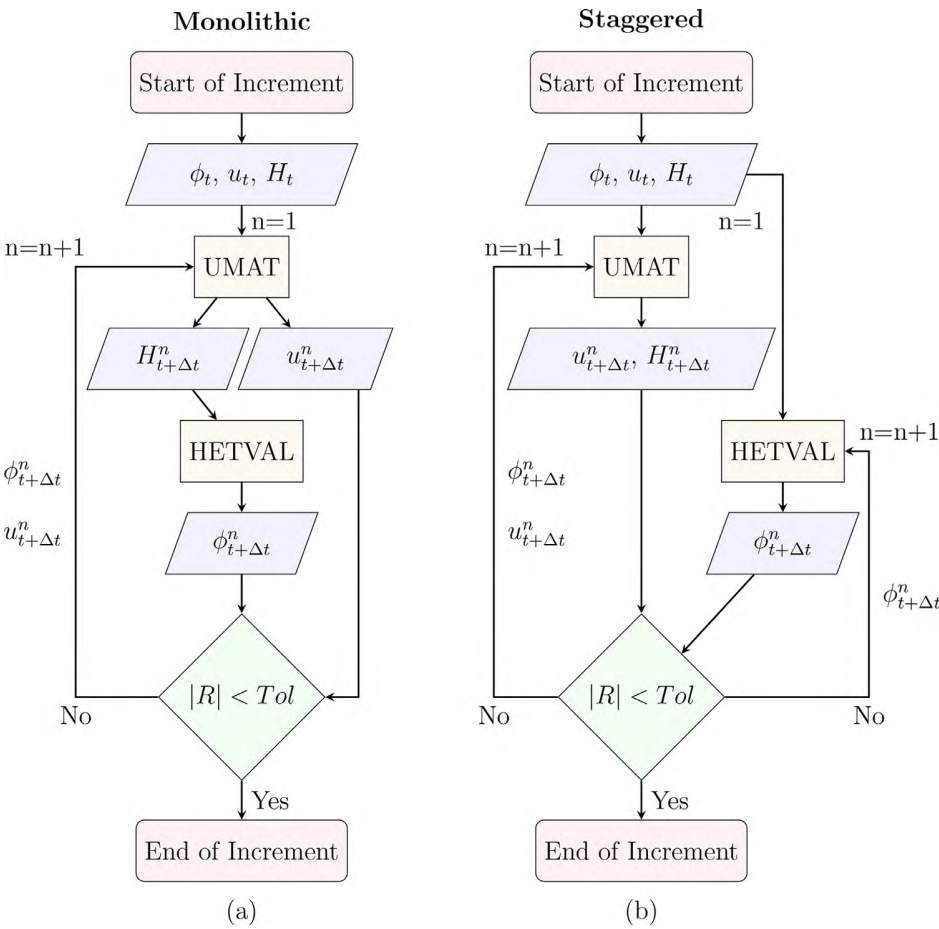 Monolithic
Start of Increment
ϕ_t, u_t, H_t
n=1
n=n+1
UMAT
H^n_{t+Δt}
u^n_{t+Δt}
HETVAL
ϕ^n_{t+Δt}
u^n_{t+Δt}
ϕ^n_{t+Δt}
|R| < Tol
No
Yes
End of Increment
(a)
Staggered
Start of Increment
ϕ_t, u_t, H_t
n=1
n=n+1
UMAT
u^n_{t+Δt}, H^n_{t+Δt}
n=n+1
HETVAL
ϕ^n_{t+Δt}
u^n_{t+Δt}
ϕ^n_{t+Δt}
ϕ^n_{t+Δt}
|R| < Tol
No
No
Yes
End of Increment
(b)